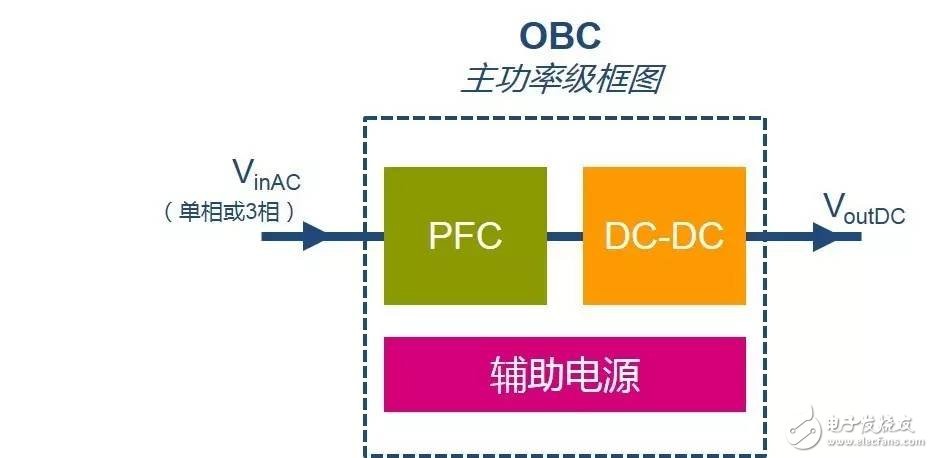 OBC
主功率级框图
VinAC
（单相或3相）
PFC
DC-DC
VoutDC
辅助电源
电子发烧友
www.elecfans.com